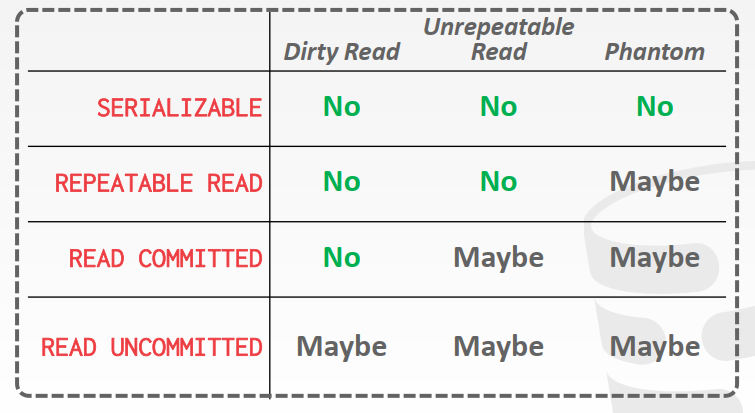 Dirty Read Unrepeatable Read Phantom
SERIALIZABLE No No No
REPEATABLE READ No No Maybe
READ COMMITTED No Maybe Maybe
READ UNCOMMITTED Maybe Maybe Maybe